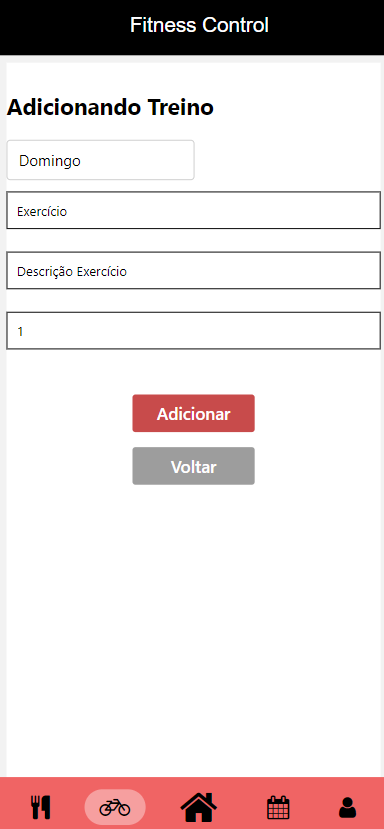 Fitness Control
Adicionando Treino
Domingo
Exercício
Descrição Exercício
1
Adicionar
Voltar